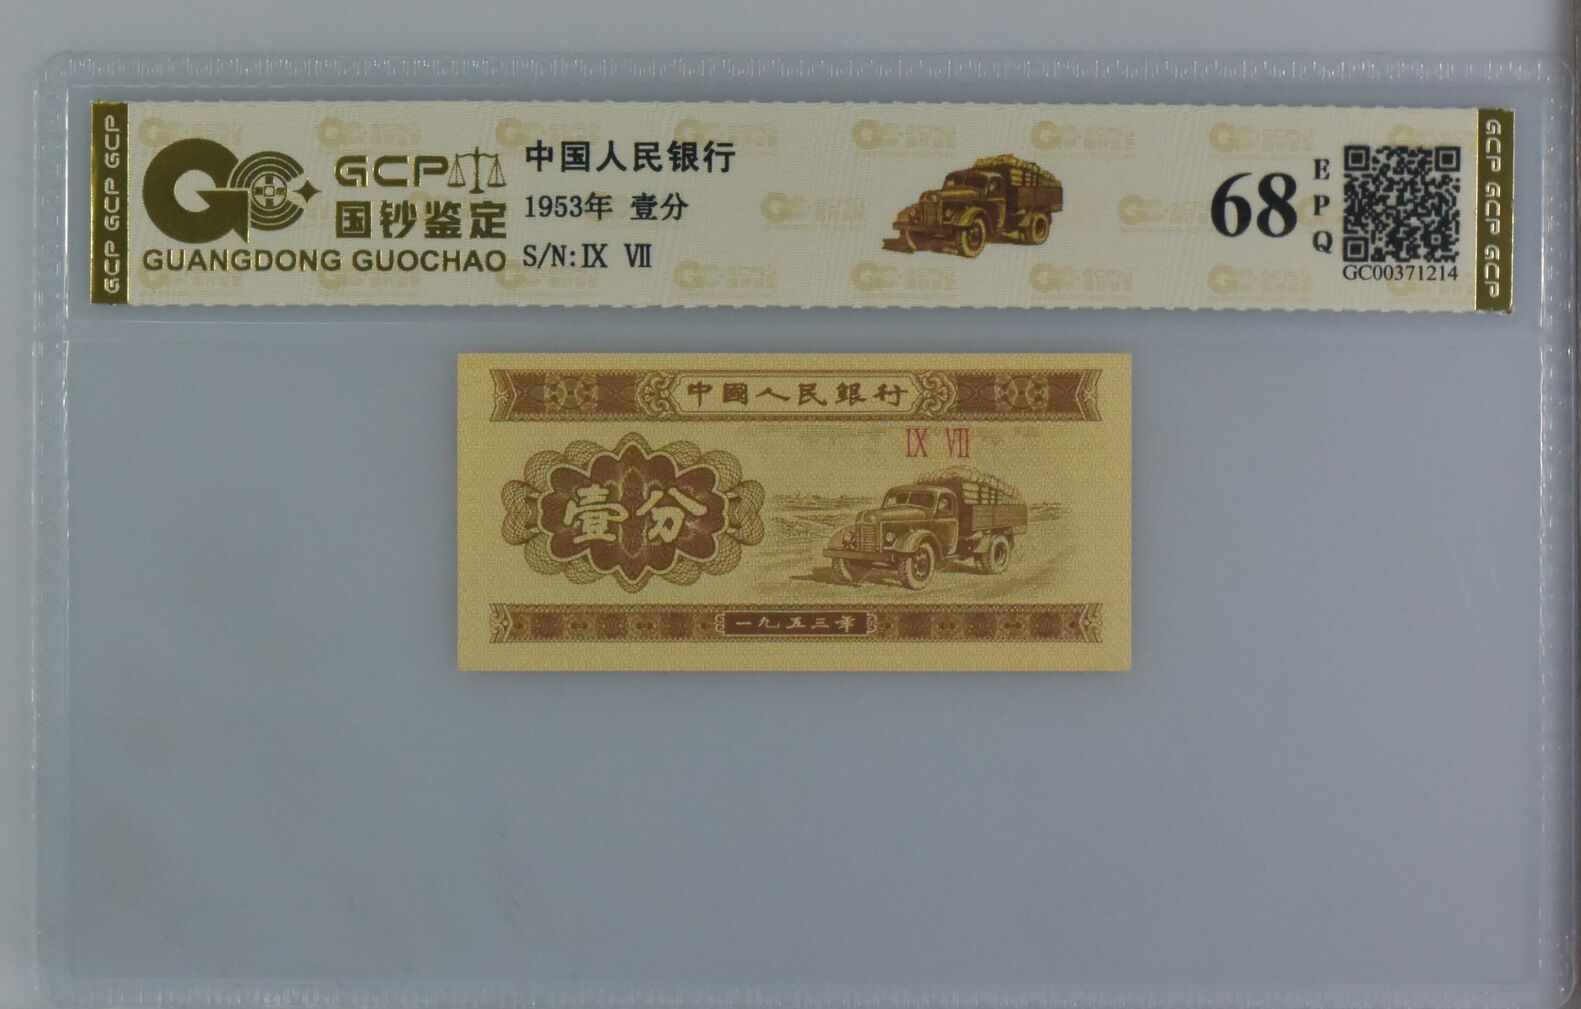 GCP GCP GCP
GCP
国钞鉴定
GUANGDONG GUOCHAO
中国人民银行
1953年 壹分
S/N: Ⅸ Ⅶ
68
EPQ
GC00371214
GCP GCP GCP
中國人民銀行
Ⅸ Ⅶ
壹分
一九五三年